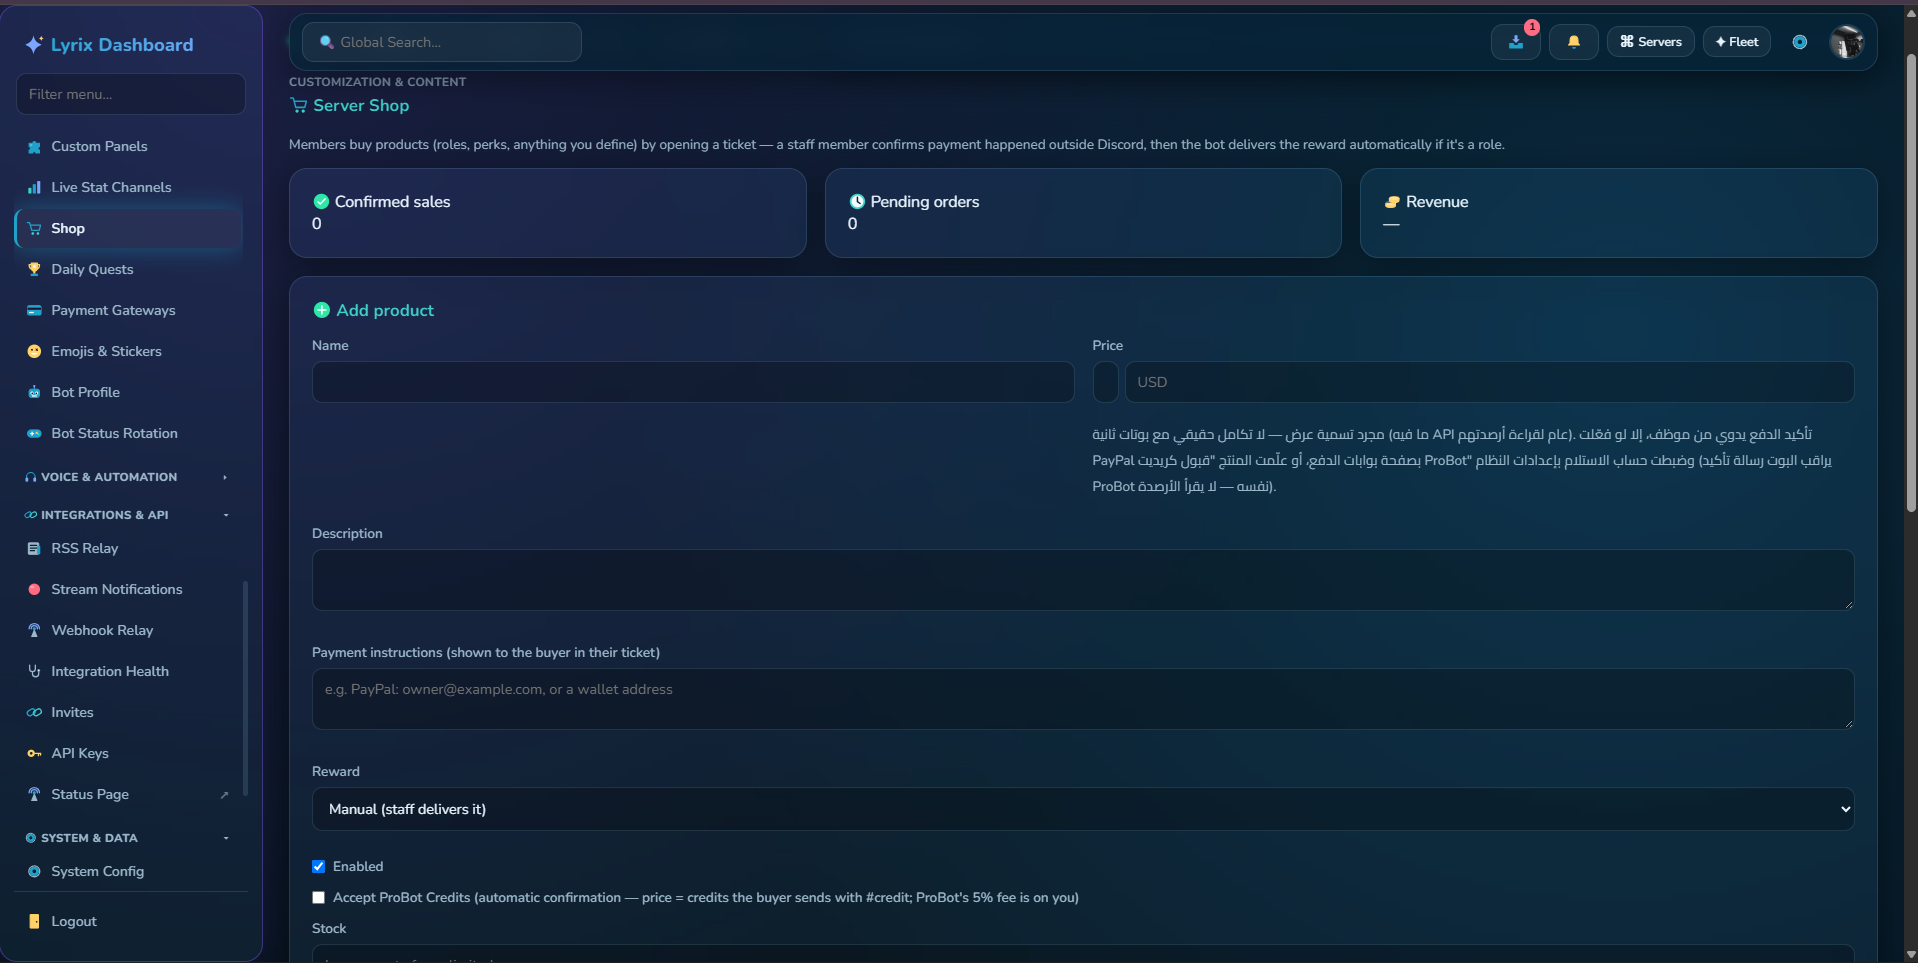 Lyrix Dashboard
Filter menu...
Custom Panels
Live Stat Channels
Shop
Daily Quests
Payment Gateways
Emojis & Stickers
Bot Profile
Bot Status Rotation
VOICE & AUTOMATION
INTEGRATIONS & API
RSS Relay
Stream Notifications
Webhook Relay
Integration Health
Invites
API Keys
Status Page
SYSTEM & DATA
System Config
Logout
Global Search...
1
⌘ Servers
✦ Fleet
CUSTOMIZATION & CONTENT
Server Shop
Members buy products (roles, perks, anything you define) by opening a ticket — a staff member confirms payment happened outside Discord, then the bot delivers the reward automatically if it's a role.
Confirmed sales
0
Pending orders
0
Revenue
—
Add product
Name
Price
USD
مجرد تسمية عرض — لا تكامل حقيقي مع بوتات ثانية (ما فيه API عام لقراءة أرصدتهم). تأكيد الدفع يدوي من موظف، إلا لو فعّلت
PayPal بصفحة بوابات الدفع، أو علّمت المنتج "قبول كريديت ProBot" وضبطت حساب الاستلام بإعدادات النظام (يراقب البوت رسالة تأكيد
ProBot نفسه — لا يقرأ الأرصدة).
Description
Payment instructions (shown to the buyer in their ticket)
e.g. PayPal: owner@example.com, or a wallet address
Reward
Manual (staff delivers it)
Enabled
Accept ProBot Credits (automatic confirmation — price = credits the buyer sends with #credit; ProBot's 5% fee is on you)
Stock